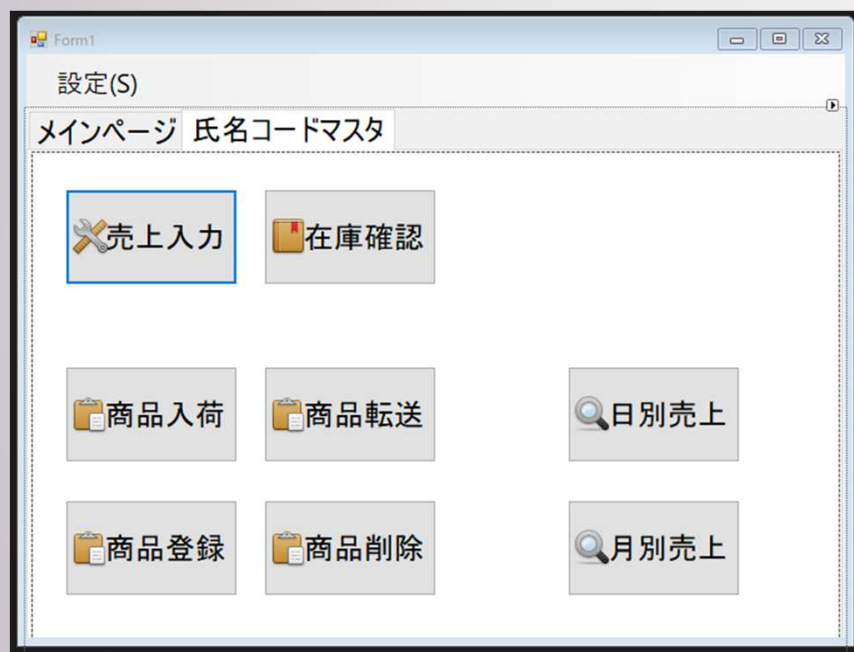 Form1
設定(S)
メインページ 氏名コードマスタ
売上入力 在庫確認
商品入荷 商品転送 日別売上
商品登録 商品削除 月別売上